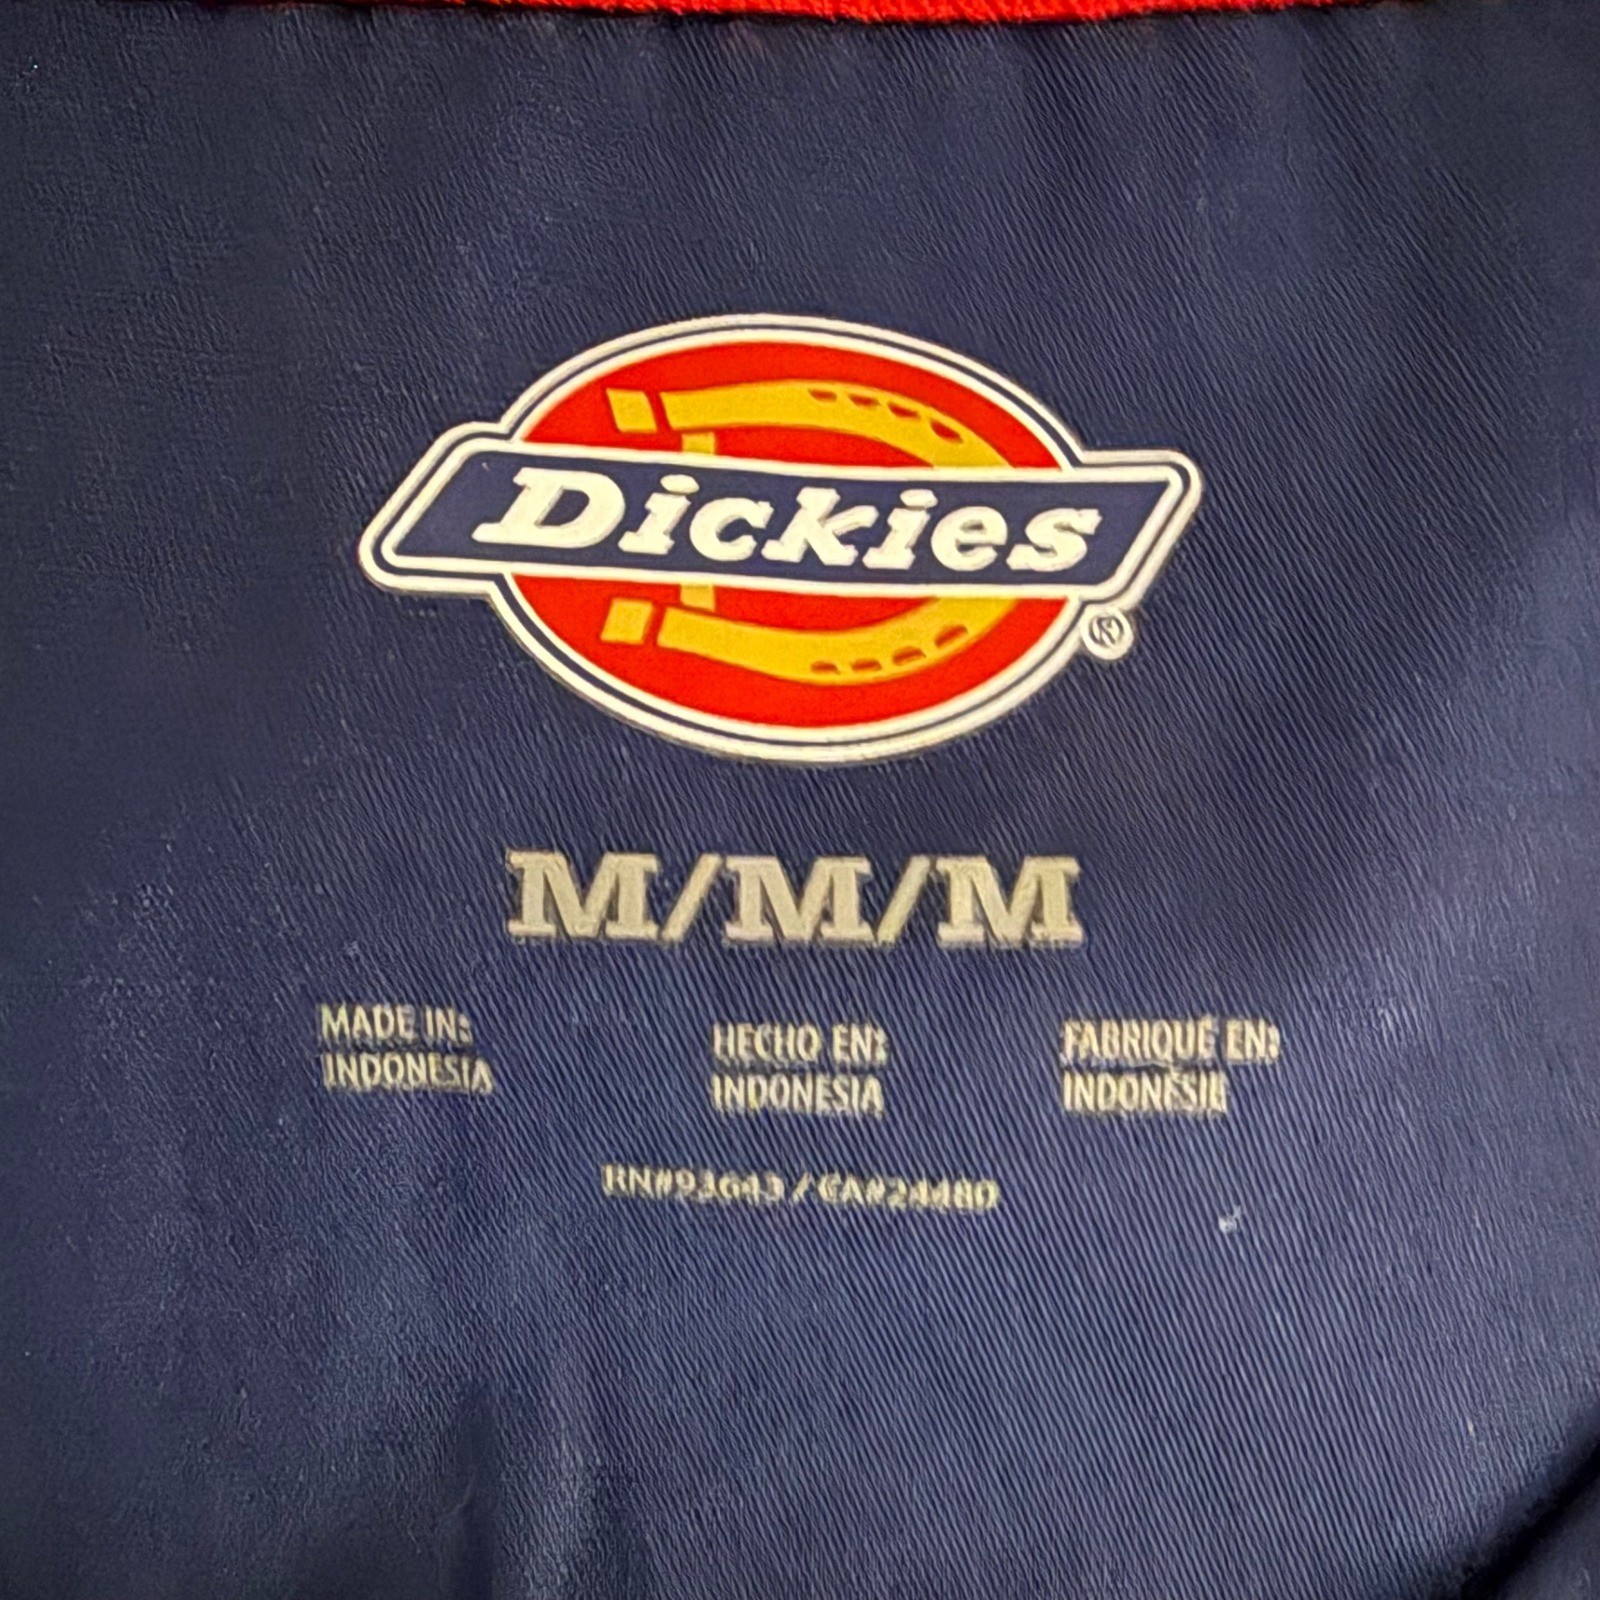 Dickies®
M/M/M
MADE IN:
INDONESIA
HECHO EN:
INDONESIA
FABRIQUÉ EN:
INDONÉSIE
RN#93643 / CA#24480